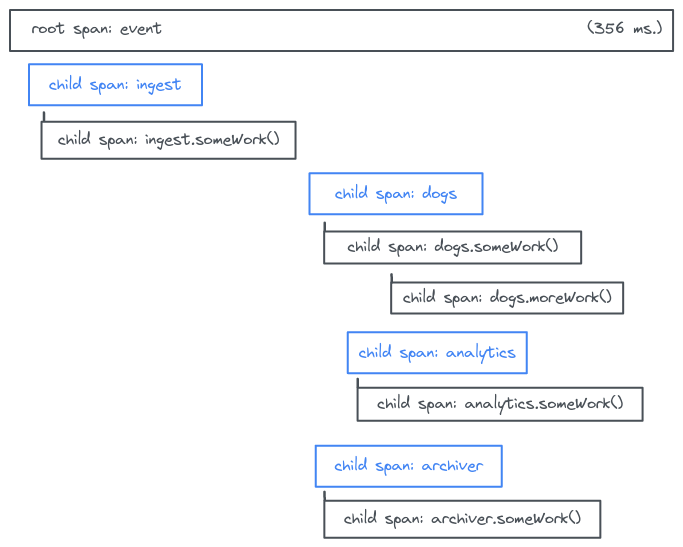 root span: event (356 ms.)
child span: ingest
child span: ingest.someWork()
child span: dogs
child span: dogs.someWork()
child span: dogs.moreWork()
child span: analytics
child span: analytics.someWork()
child span: archiver
child span: archiver.someWork()